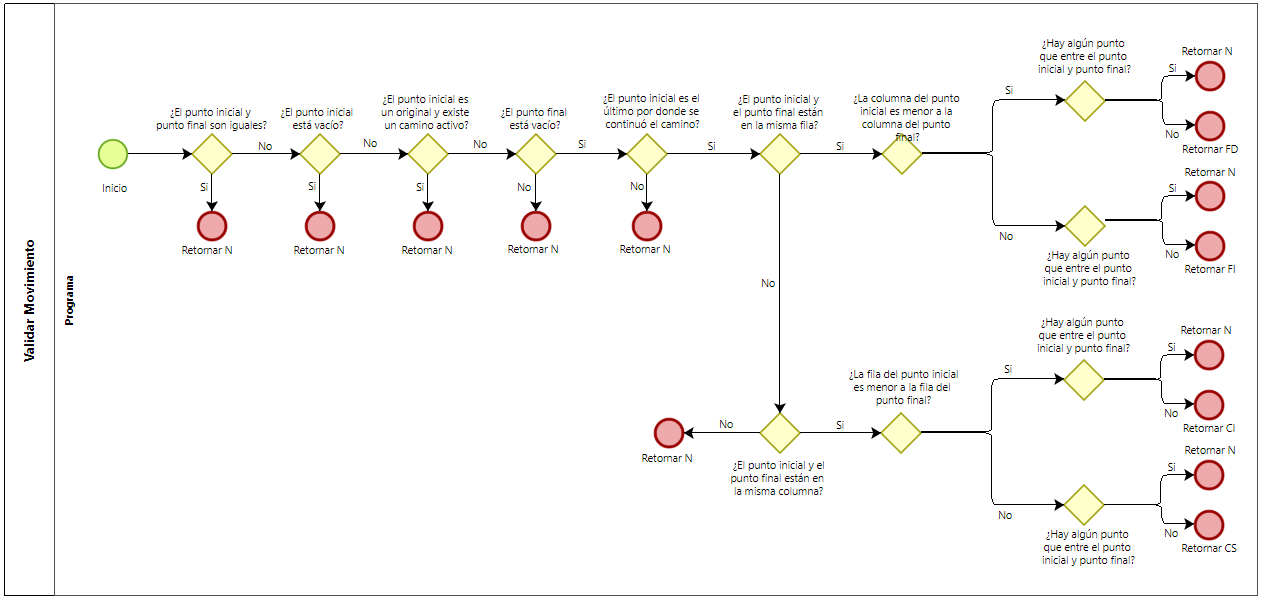 Validar Movimiento
Programa
Inicio
¿El punto inicial y
punto final son iguales?
No
Si
Retornar N
¿El punto inicial
está vacío?
No
Si
Retornar N
¿El punto inicial es
un original y existe
un camino activo?
No
Si
Retornar N
¿El punto final
está vacío?
Si
No
Retornar N
¿El punto inicial es el
último por donde se
continuó el camino?
Si
No
Retornar N
¿El punto inicial y
el punto final están
en la misma fila?
Si
No
¿La columna del punto
inicial es menor a la
columna del punto
final?
Si
No
¿Hay algún punto
que entre el punto
inicial y punto final?
Si
Retornar N
No
Retornar FD
¿Hay algún punto
que entre el punto
inicial y punto final?
Si
Retornar N
No
Retornar FI
¿El punto inicial y el
punto final están en
la misma columna?
No
Retornar N
Si
¿La fila del punto inicial
es menor a la fila del
punto final?
Si
No
¿Hay algún punto
que entre el punto
inicial y punto final?
Si
Retornar N
No
Retornar CI
¿Hay algún punto
que entre el punto
inicial y punto final?
Si
Retornar N
No
Retornar CS